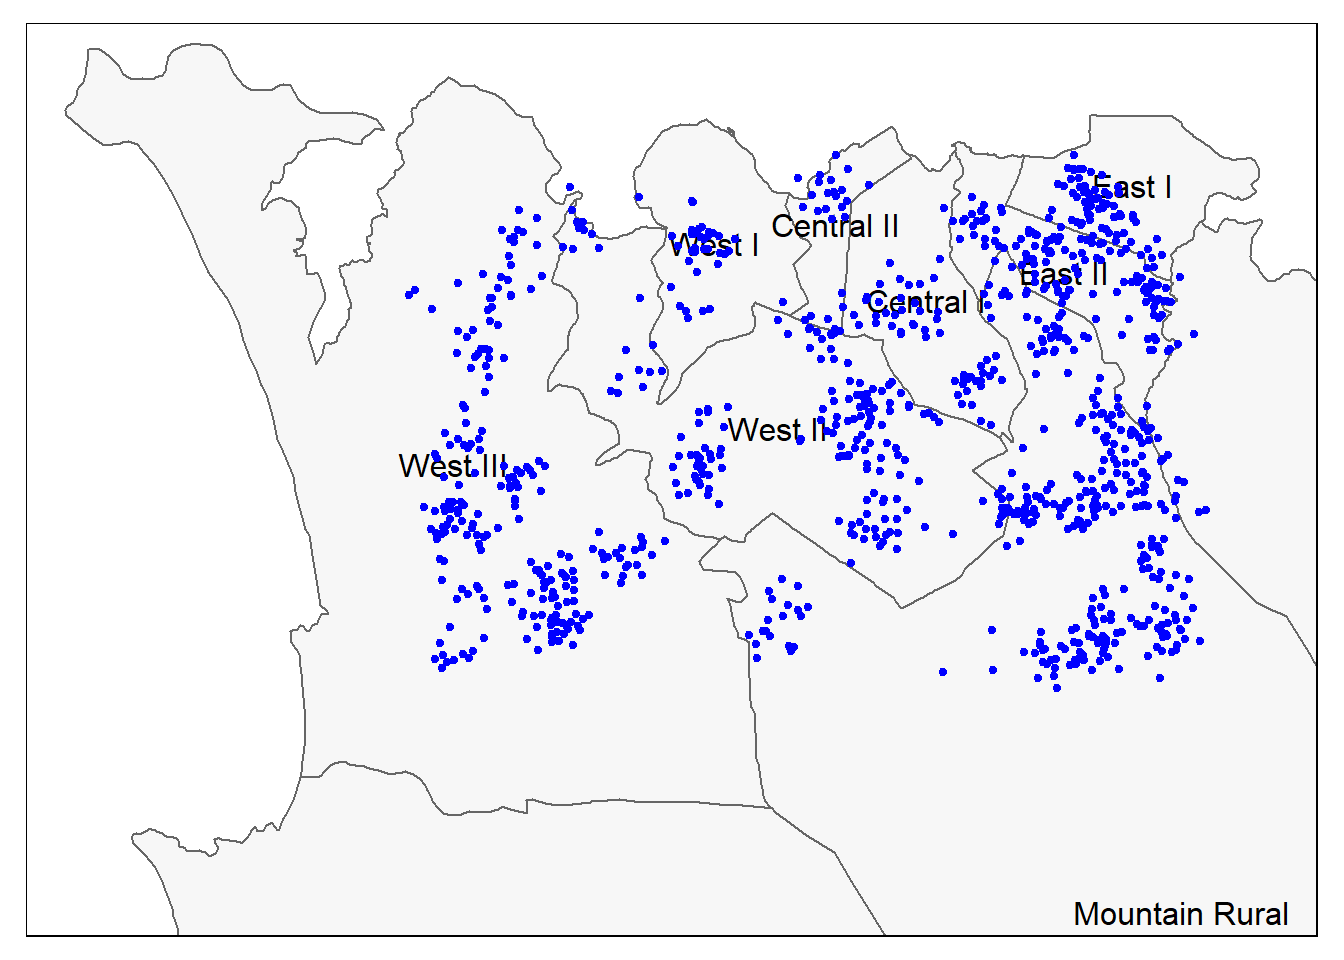 East I
Central II
West I
East II
Central I
West II
West III
Mountain Rural